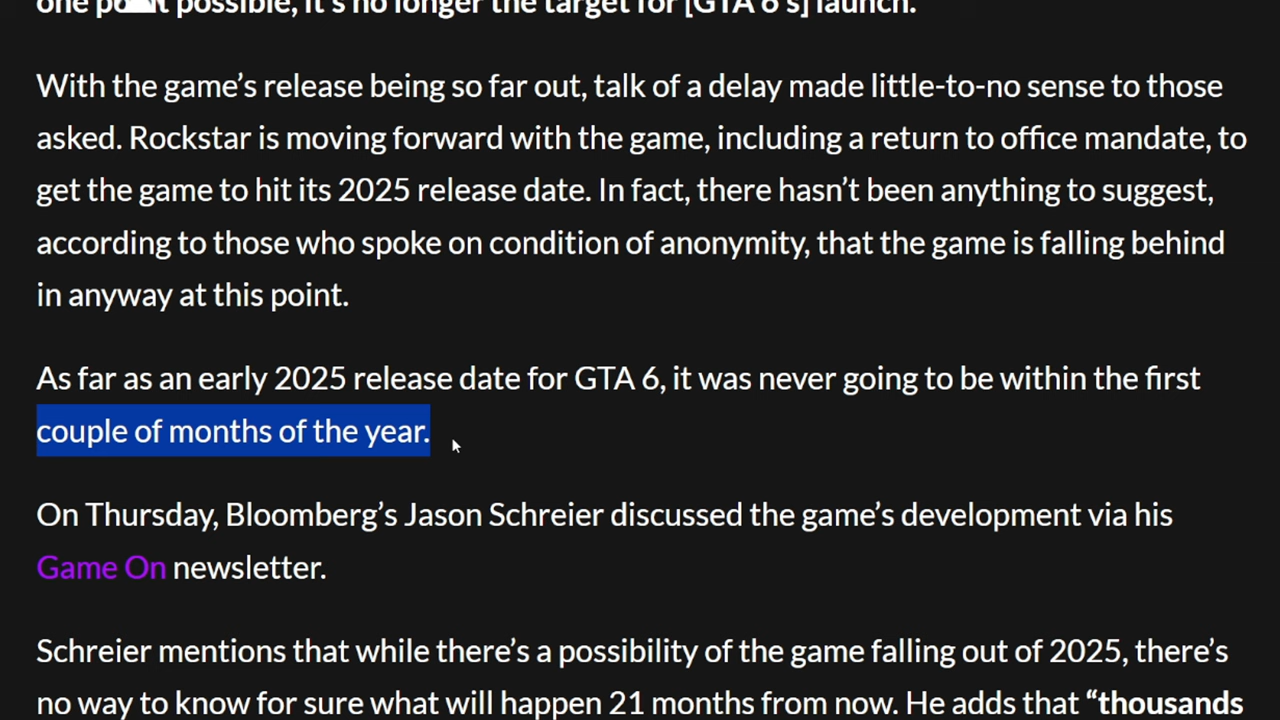 one point possible, it's no longer the target for [GTA 6's] launch.
With the game’s release being so far out, talk of a delay made little-to-no sense to those
asked. Rockstar is moving forward with the game, including a return to office mandate, to
get the game to hit its 2025 release date. In fact, there hasn’t been anything to suggest,
according to those who spoke on condition of anonymity, that the game is falling behind
in anyway at this point.
As far as an early 2025 release date for GTA 6, it was never going to be within the first
couple of months of the year.
On Thursday, Bloomberg’s Jason Schreier discussed the game’s development via his
Game On newsletter.
Schreier mentions that while there’s a possibility of the game falling out of 2025, there’s
no way to know for sure what will happen 21 months from now. He adds that “thousands